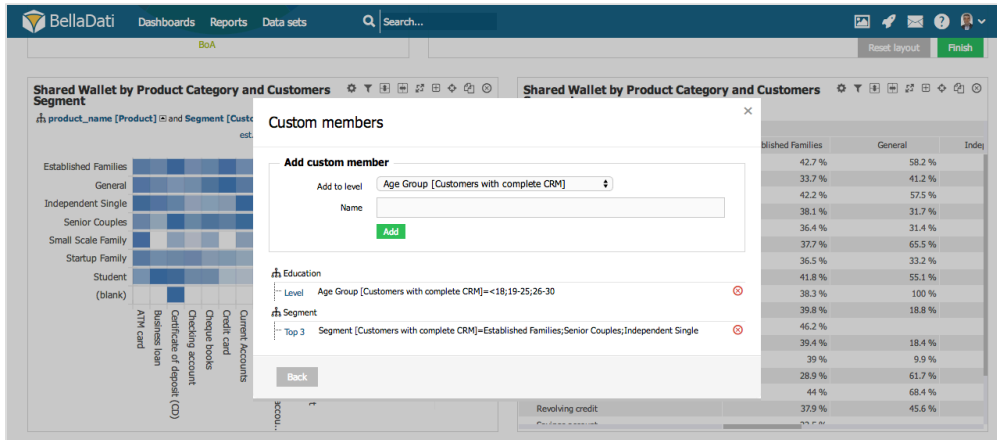 BellaDati Dashboards Reports Data sets Search...
BoA
Reset layout Finish
Shared Wallet by Product Category and Customers
Segment
product_name [Product] and Segment [Custo
est.
Established Families
General
Independent Single
Senior Couples
Small Scale Family
Startup Family
Student
(blank)
ATM card
Business loan
Certificate of deposit (CD)
Checking account
Cheque books
Credit card
Current Accounts
accou...
Custom members
Add custom member
Add to level Age Group [Customers with complete CRM]
Name
Add
Education
Level Age Group [Customers with complete CRM]=<18;19-25;26-30
Segment
Top 3 Segment [Customers with complete CRM]=Established Families;Senior Couples;Independent Single
Back
Shared Wallet by Product Category and Customers
blished Families General Indep
42.7 % 58.2 %
33.7 % 41.2 %
42.2 % 57.5 %
38.1 % 31.7 %
36.4 % 31.4 %
37.7 % 65.5 %
36.5 % 33.2 %
41.8 % 55.1 %
38.3 % 100 %
39.8 % 18.8 %
46.2 %
39.4 % 18.4 %
39 % 9.9 %
28.9 % 61.7 %
44 % 68.4 %
Revolving credit 37.9 % 45.6 %